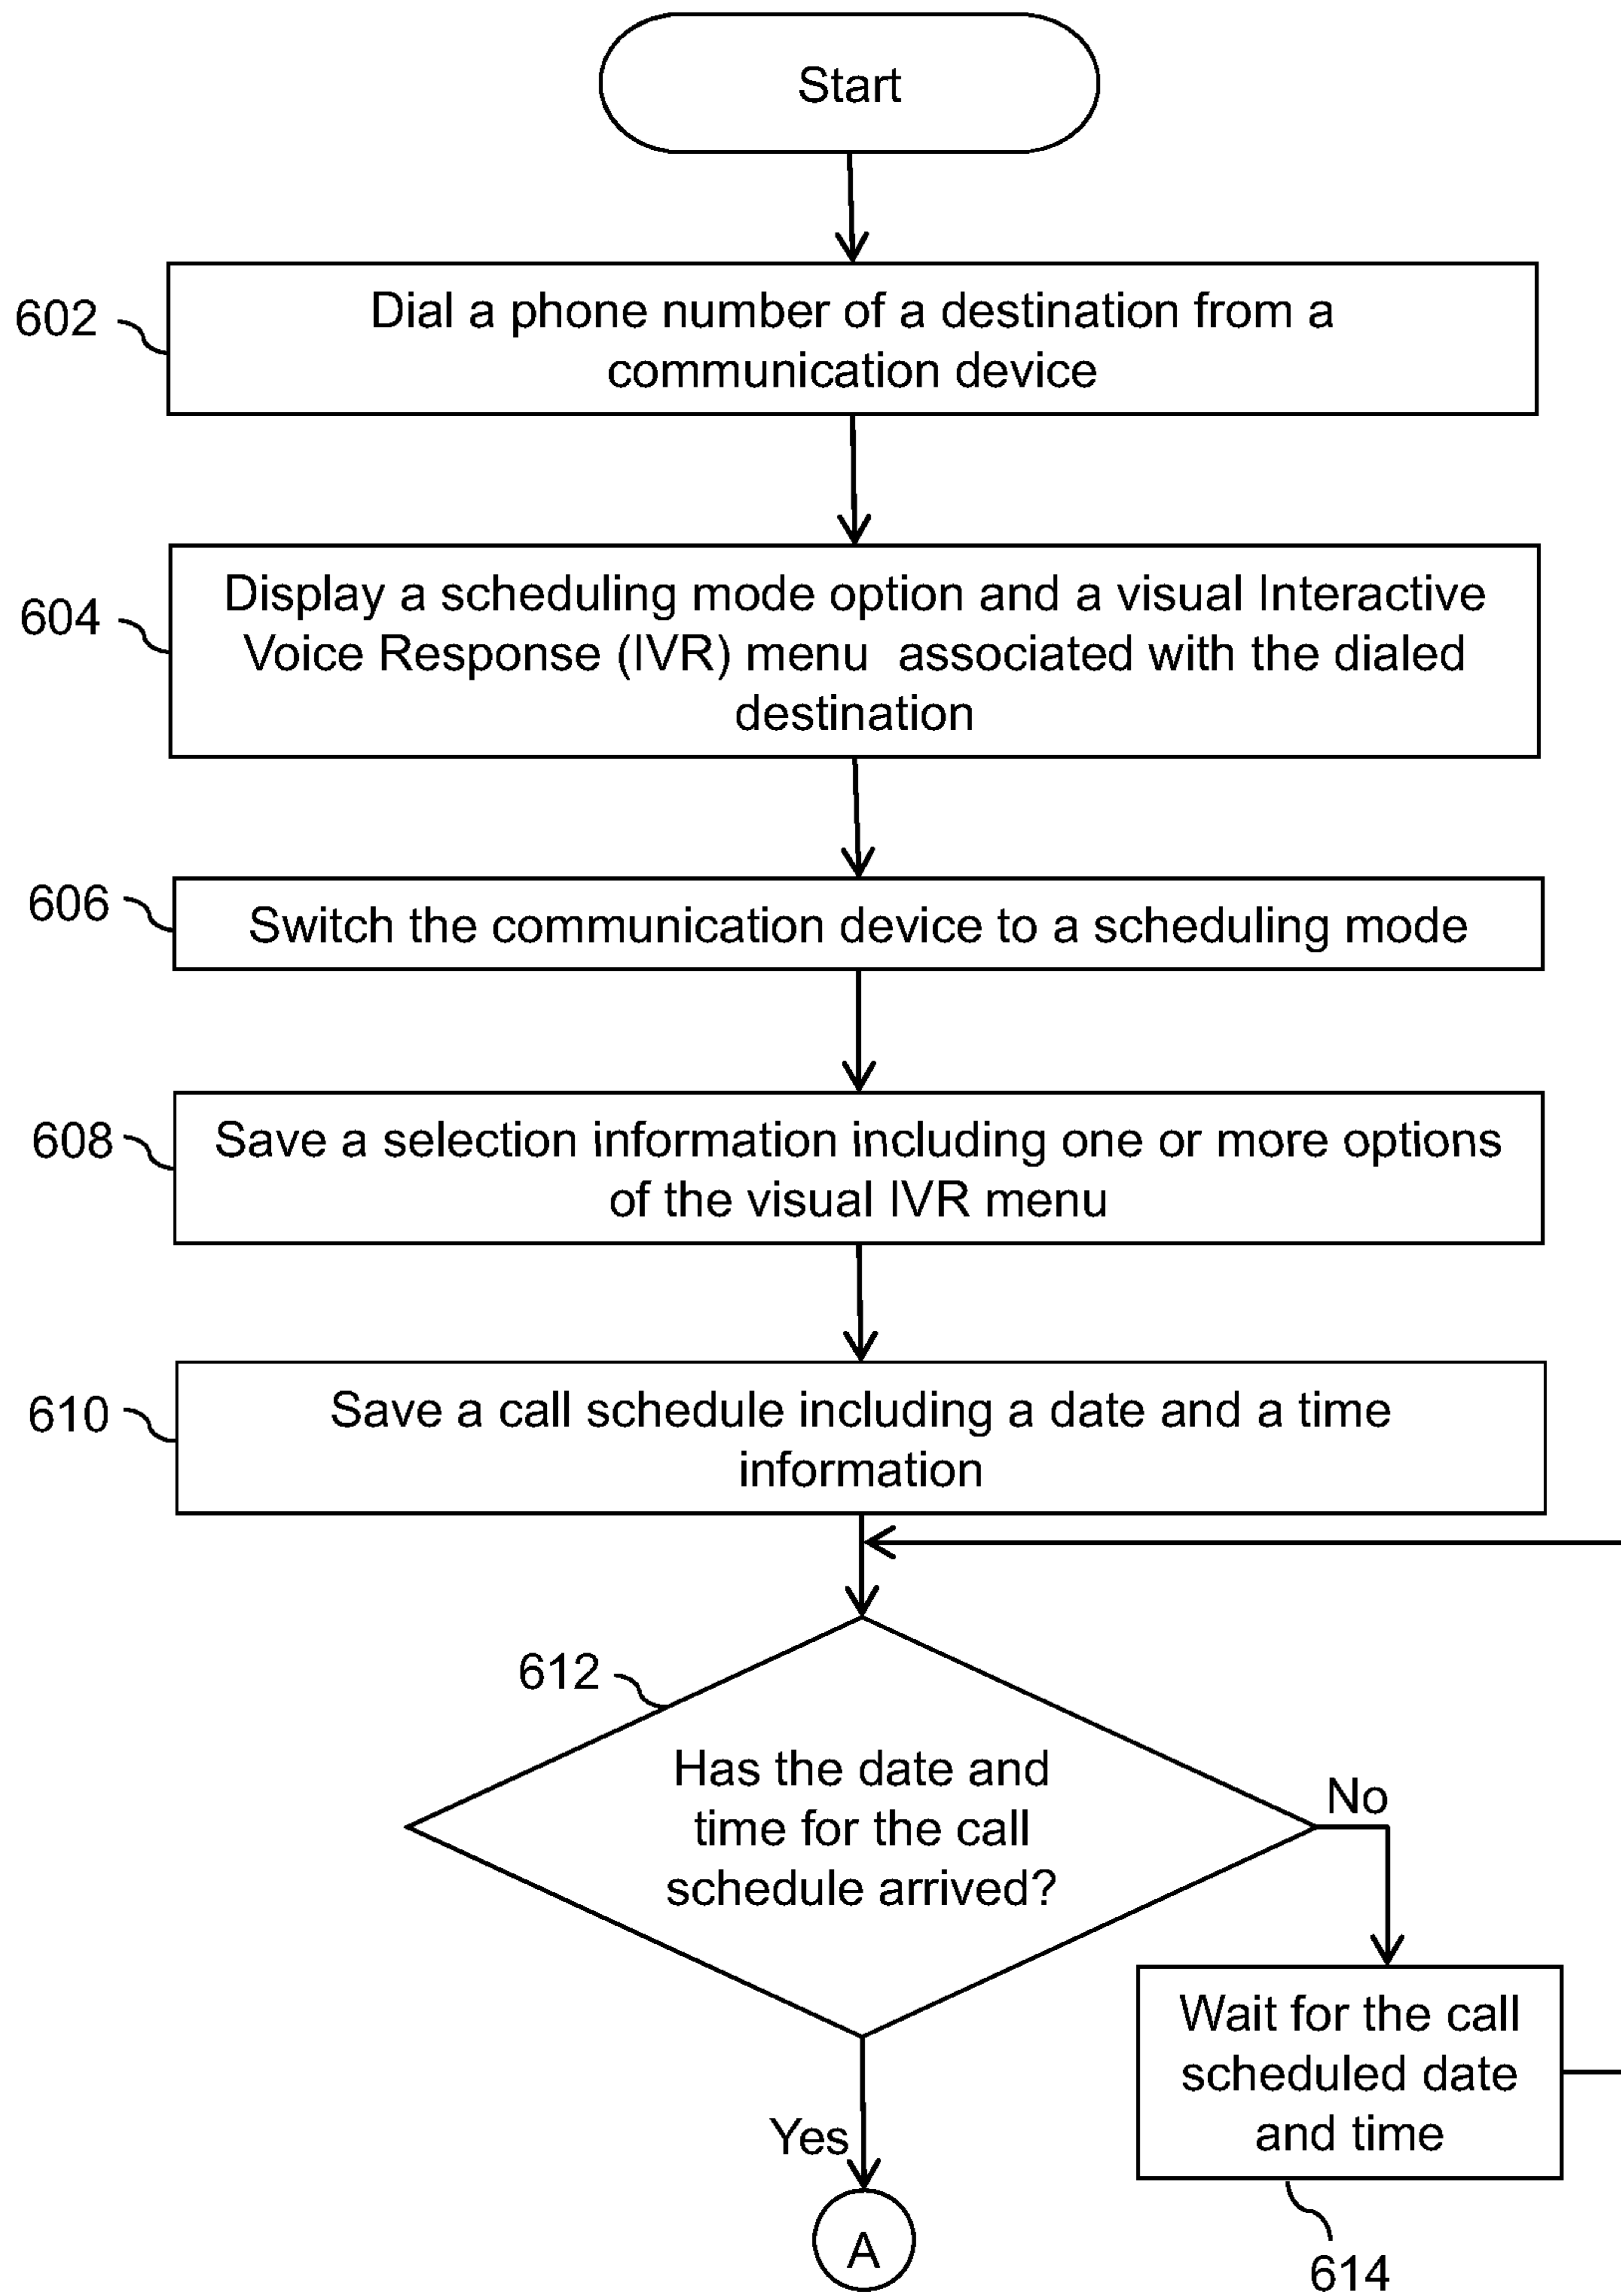 Start
602
Dial a phone number of a destination from a
communication device
604
Display a scheduling mode option and a visual Interactive
Voice Response (IVR) menu associated with the dialed
destination
606
Switch the communication device to a scheduling mode
608
Save a selection information including one or more options
of the visual IVR menu
610
Save a call schedule including a date and a time
information
612
Has the date and
time for the call
schedule arrived?
No
Wait for the call
scheduled date
and time
Yes
A
614